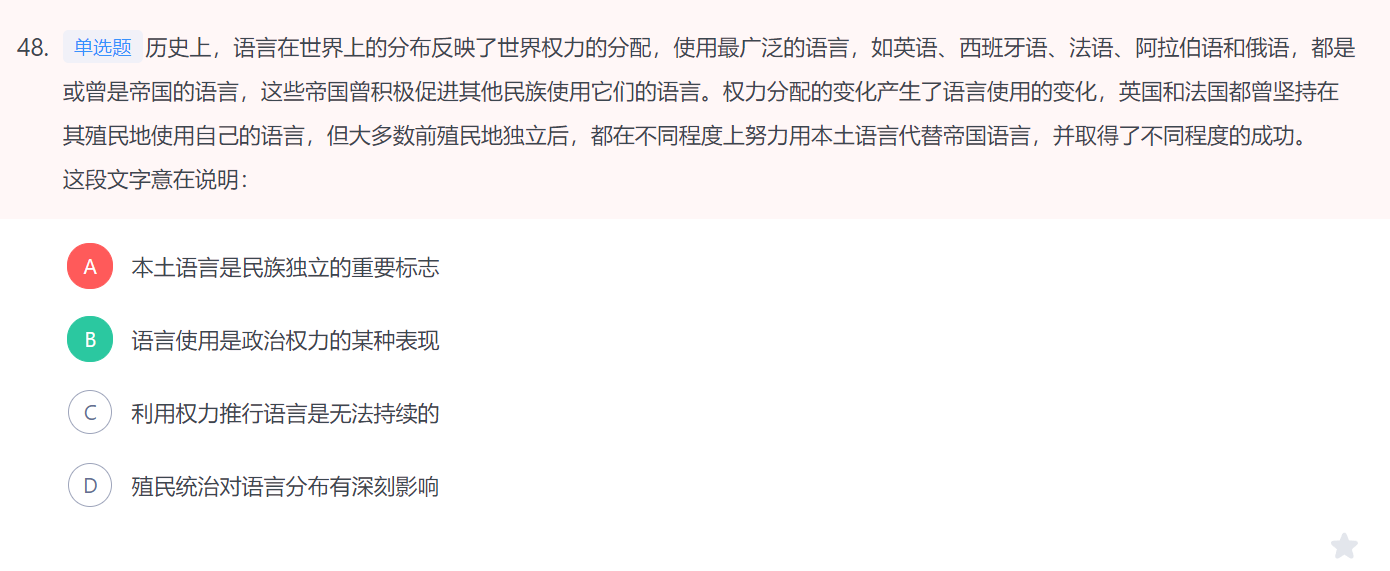 48. 单选题 历史上，语言在世界上的分布反映了世界权力的分配，使用最广泛的语言，如英语、西班牙语、法语、阿拉伯语和俄语，都是
或曾是帝国的语言，这些帝国曾积极促进其他民族使用它们的语言。权力分配的变化产生了语言使用的变化，英国和法国都曾坚持在
其殖民地使用自己的语言，但大多数前殖民地独立后，都在不同程度上努力用本土语言代替帝国语言，并取得了不同程度的成功。
这段文字意在说明：
A 本土语言是民族独立的重要标志
B 语言使用是政治权力的某种表现
C 利用权力推行语言是无法持续的
D 殖民统治对语言分布有深刻影响